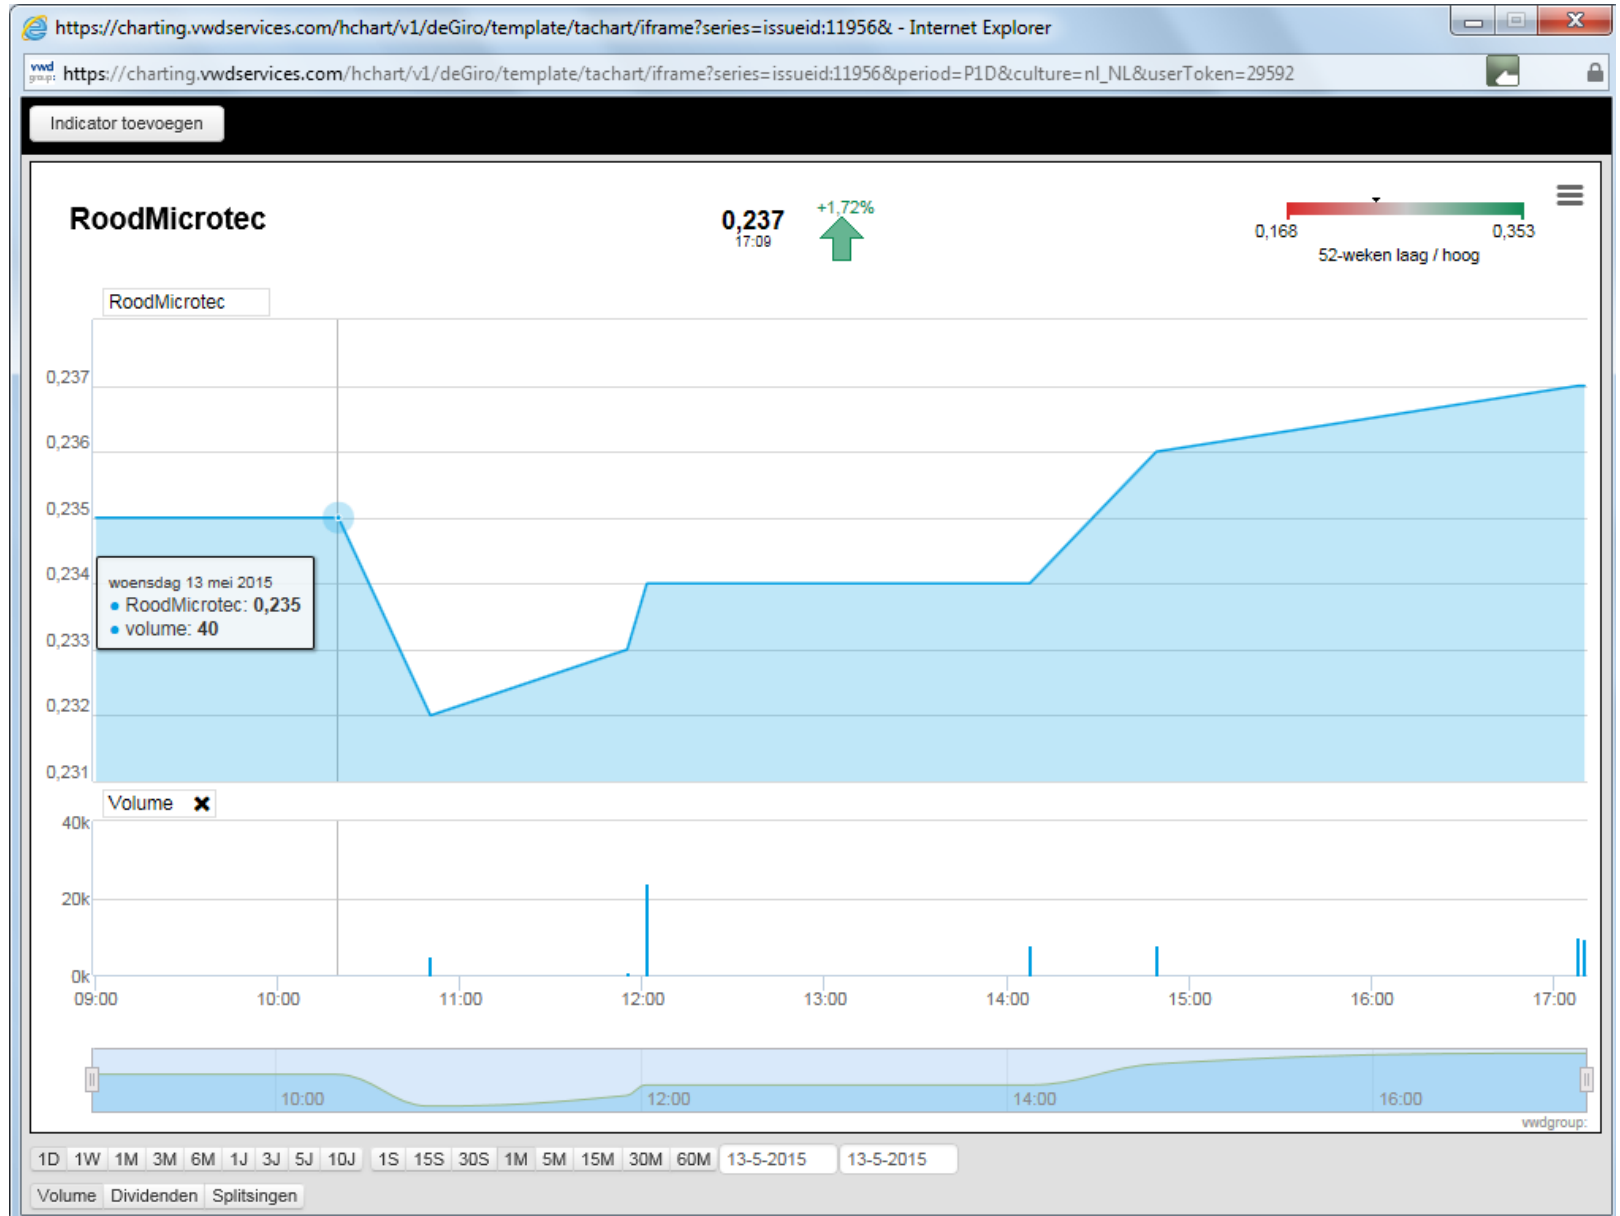 https://charting.vwdservices.com/hchart/v1/deGiro/template/tachart/iframe?series=issueid:11956& - Internet Explorer
vwd group: https://charting.vwdservices.com/hchart/v1/deGiro/template/tachart/iframe?series=issueid:11956&period=P1D&culture=nl_NL&userToken=29592
Indicator toevoegen
RoodMicrotec
0,237
17:09
+1,72%
0,168 0,353
52-weken laag / hoog
RoodMicrotec
0,237
0,236
0,235
0,234
0,233
0,232
0,231
woensdag 13 mei 2015
RoodMicrotec: 0,235
volume: 40
Volume
40k
20k
0k
09:00 10:00 11:00 12:00 13:00 14:00 15:00 16:00 17:00
10:00 12:00 14:00 16:00
vwdgroup:
1D 1W 1M 3M 6M 1J 3J 5J 10J 1S 15S 30S 1M 5M 15M 30M 60M 13-5-2015 13-5-2015
Volume Dividenden Splitsingen